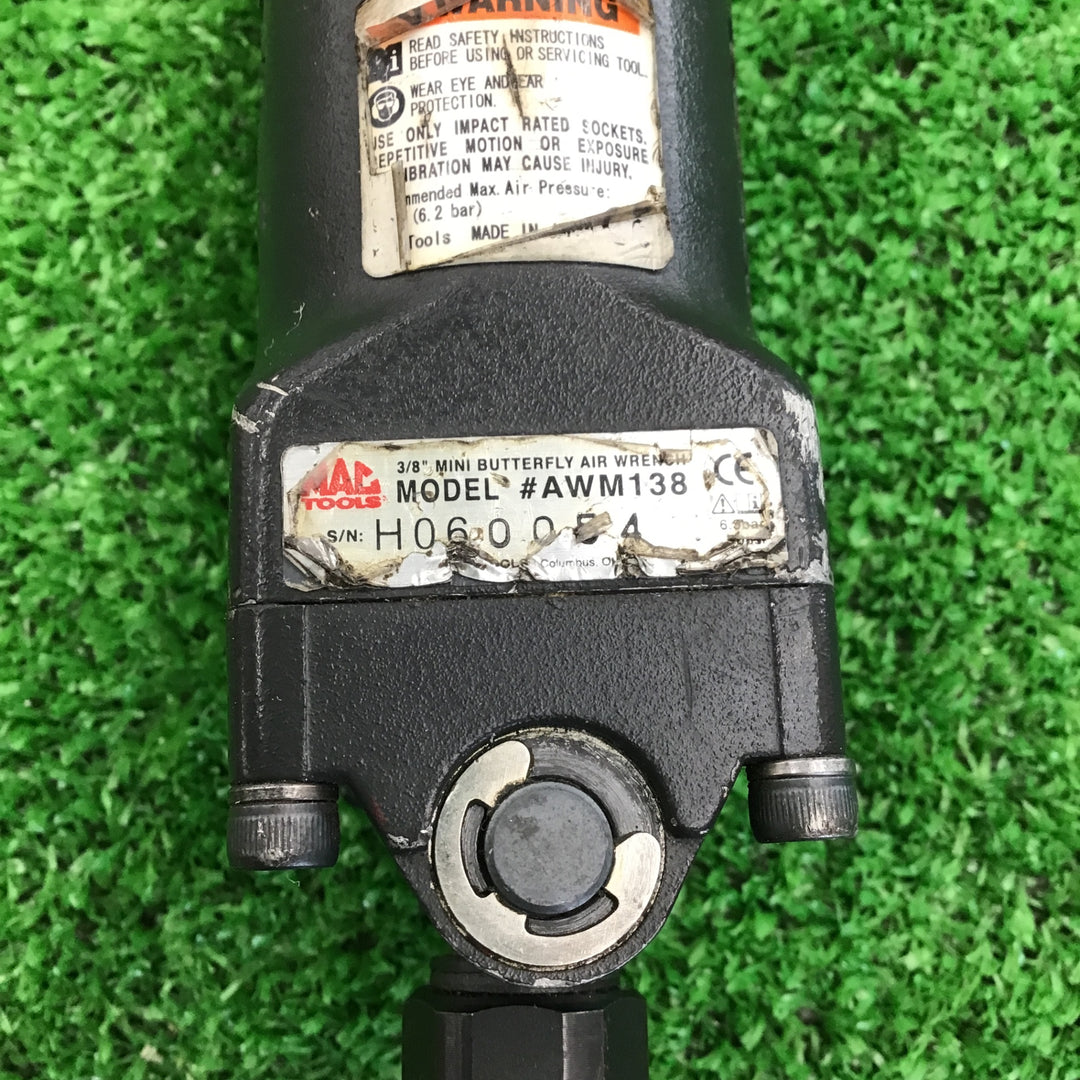 WARNING
READ SAFETY INSTRUCTIONS
BEFORE USING OR SERVICING TOOL.
WEAR EYE AND EAR
PROTECTION.
USE ONLY IMPACT RATED SOCKETS.
REPETITIVE MOTION OR EXPOSURE
VIBRATION MAY CAUSE INJURY.
mmended Max. Air Pressure:
(6.2 bar)
Tools MADE IN
3/8" MINI BUTTERFLY AIR WRENCH
MAC
TOOLS
MODEL #AWM138
CE
S/N: H060054
Columbus, O